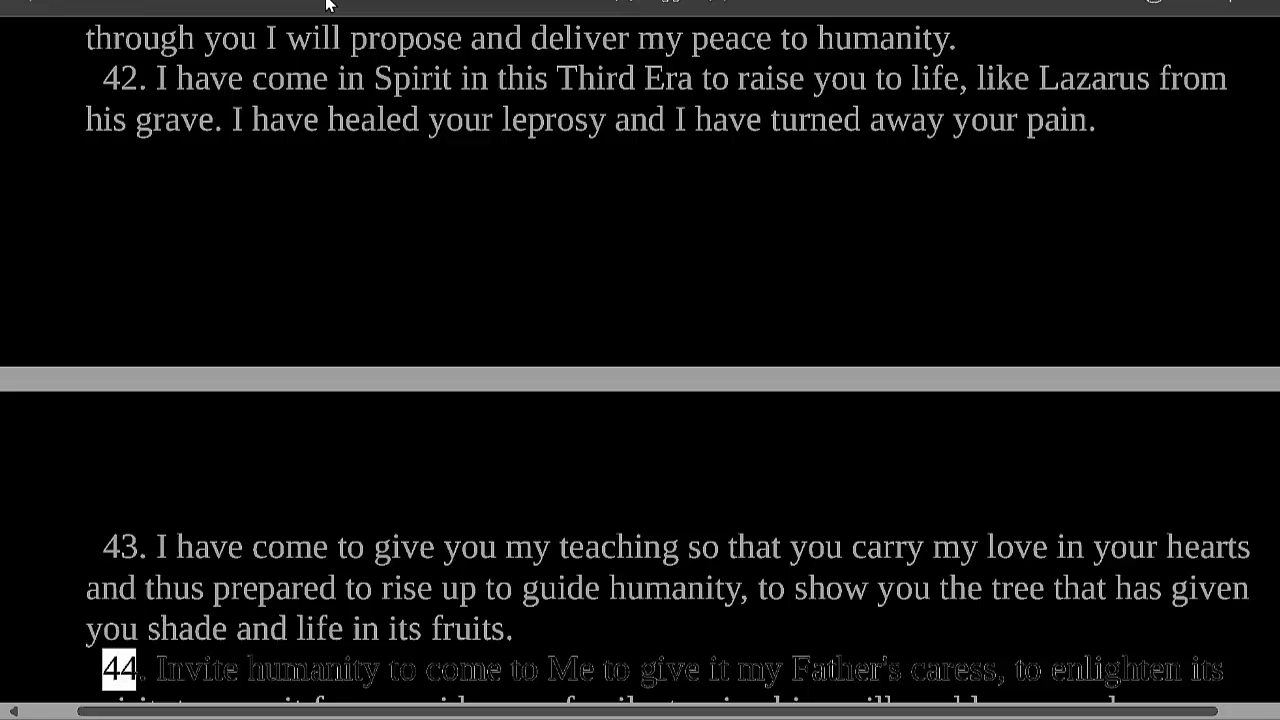 through you I will propose and deliver my peace to humanity.
42. I have come in Spirit in this Third Era to raise you to life, like Lazarus from
his grave. I have healed your leprosy and I have turned away your pain.
43. I have come to give you my teaching so that you carry my love in your hearts
and thus prepared to rise up to guide humanity, to show you the tree that has given
you shade and life in its fruits.
44. Invite humanity to come to Me to give it my Father's caress, to enlighten its